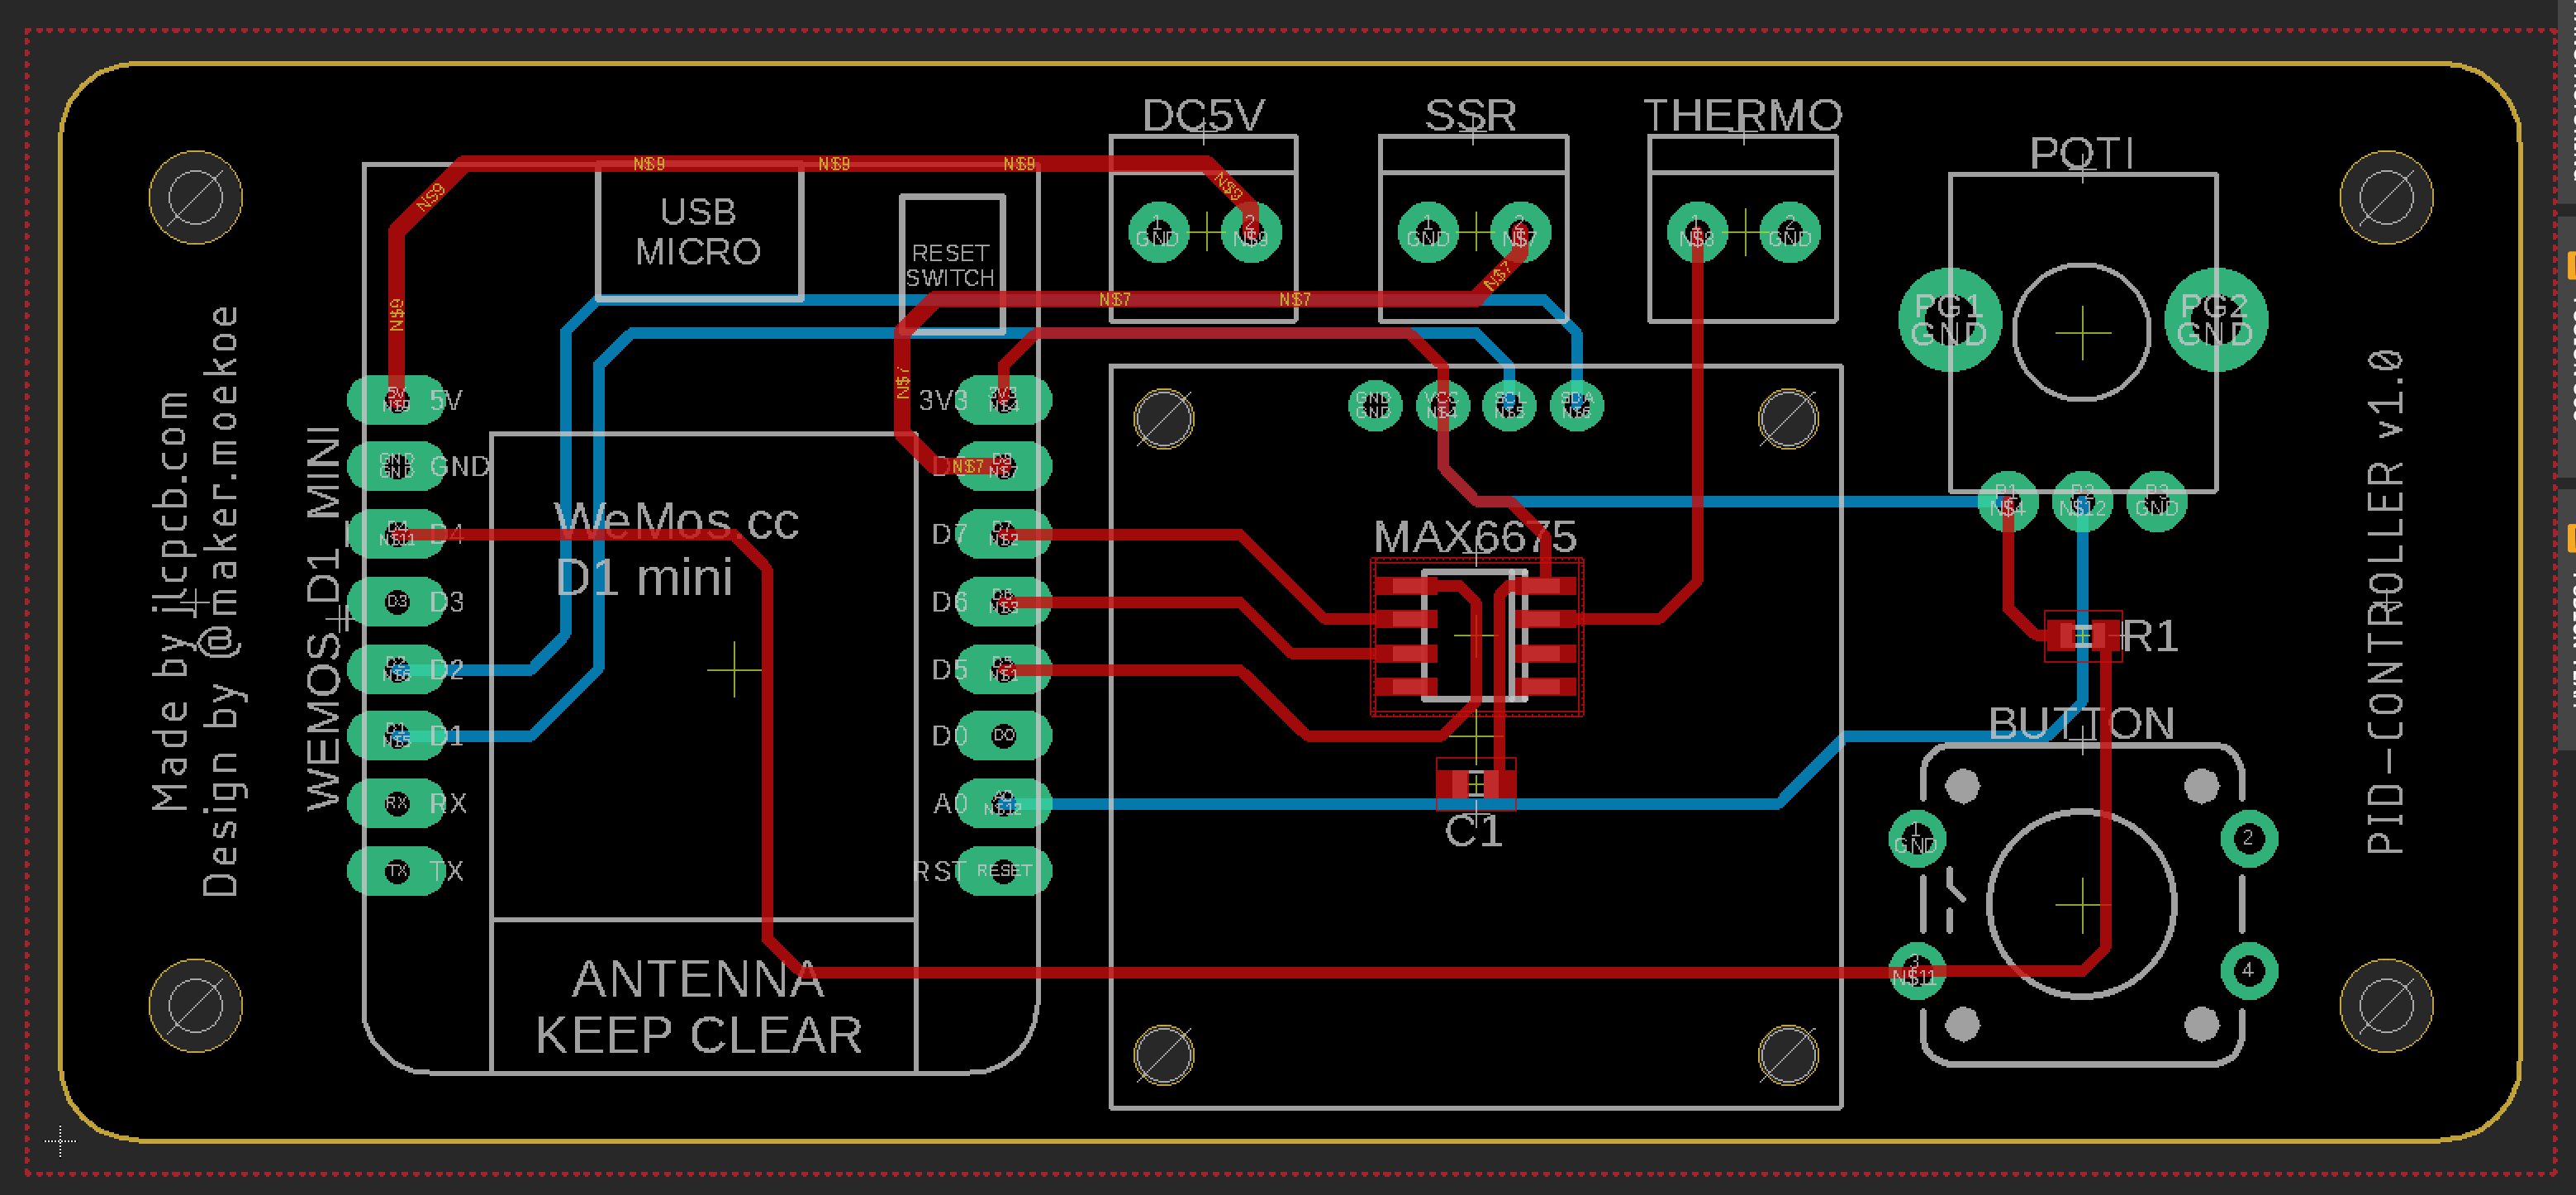 DC5V
SSR
THERMO
POTI
N$9
N$9
N$9
N$9
N$9
N$9
USB
MICRO
RESET
SWITCH
1
GND
2
N$9
1
GND
2
N$7
1
N$8
2
GND
N$7
N$7
N$7
N$7
N$7
PG1
GND
PG2
GND
5V
N$9
5V
3V3
3V3
N$4
GND
GND
VCC
N$4
SCL
N$5
SDA
N$6
GND
GND
GND
D8
N$7
P1
N$4
P2
N$12
P3
GND
WeMos.cc
D1 mini
D4
N$11
D4
D7
D7
N$2
MAX6675
D3
D3
D6
D6
N$3
D2
N$6
D2
D5
D5
N$1
R1
D1
N$5
D1
D0
D0
BUTTON
RX
RX
A0
A0
N$12
C1
TX
TX
RST
RESET
1
GND
2
3
N$11
4
ANTENNA
KEEP CLEAR
Made by jlcpcb.com
Design by @maker.moekoe
WEMOS D1 MINI
PID-CONTROLLER v1.0